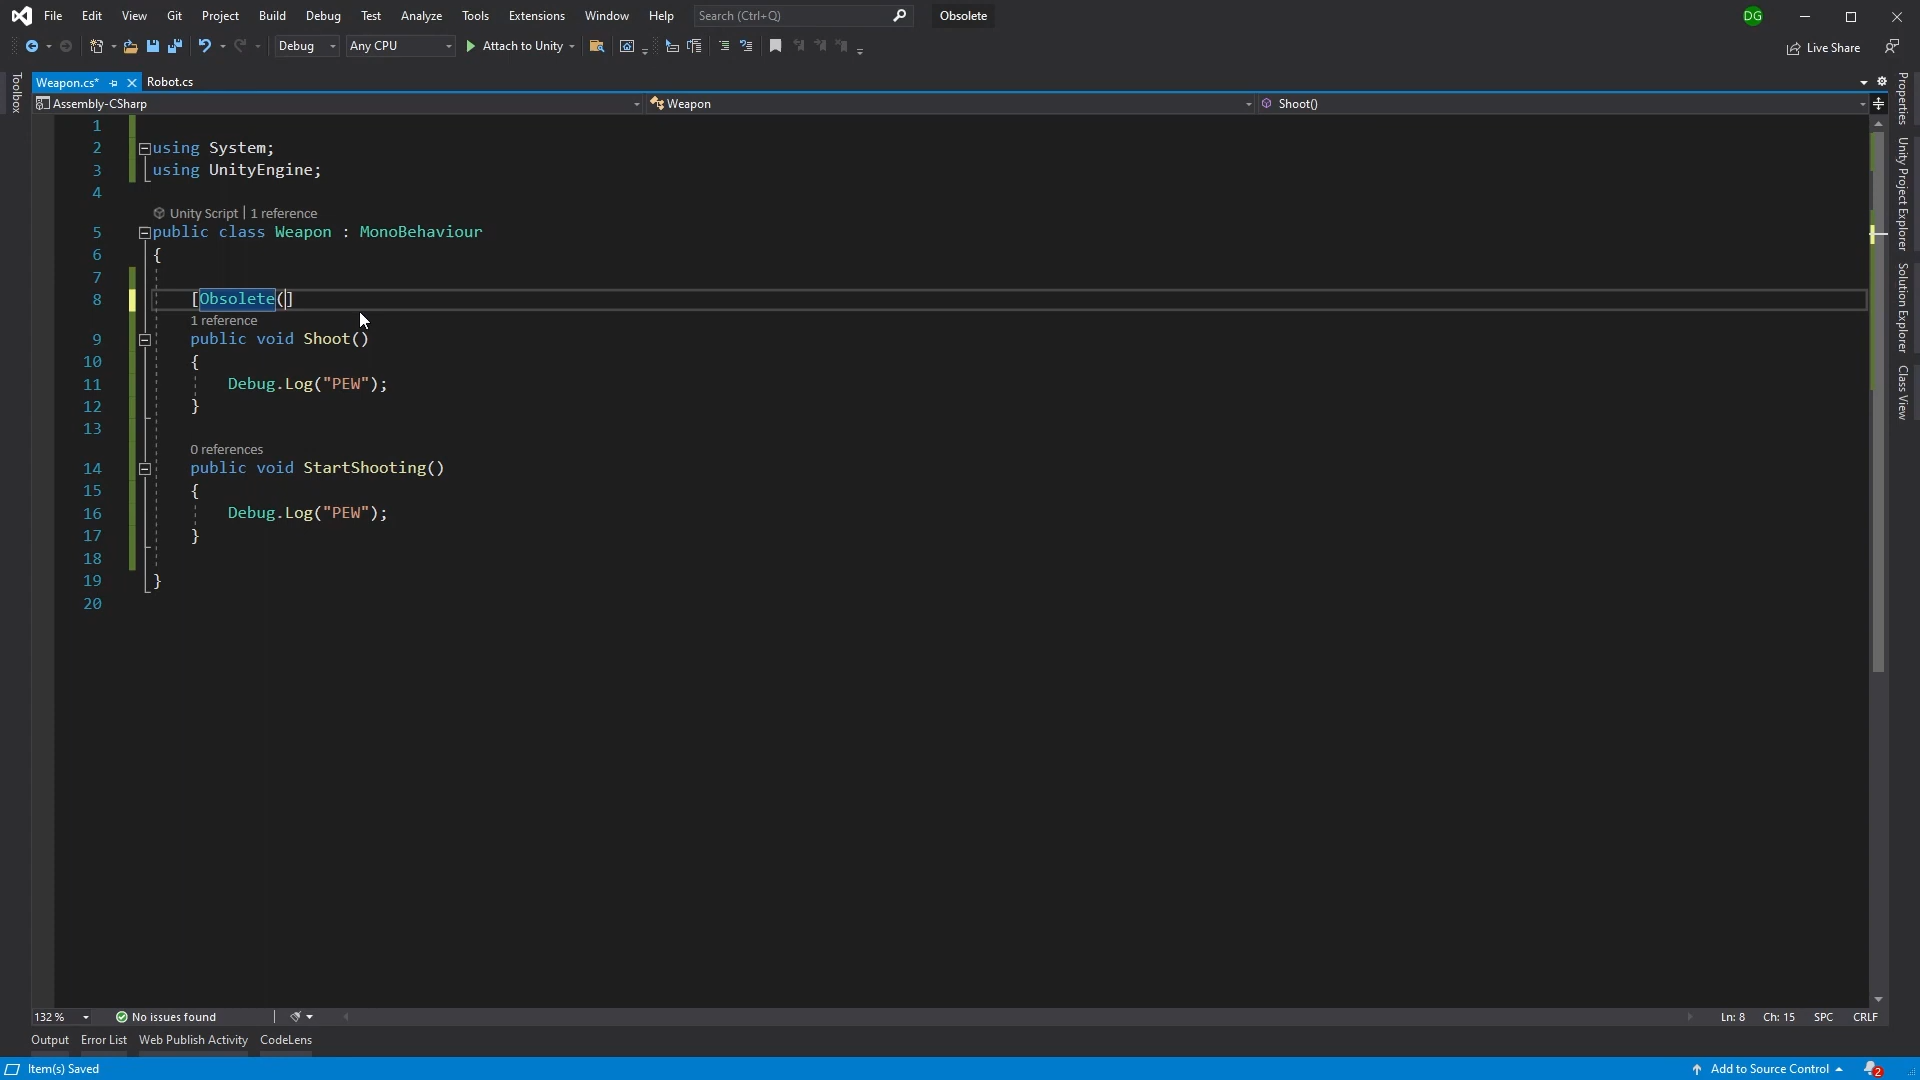 File Edit View Git Project Build Debug Test Analyze Tools Extensions Window Help Search (Ctrl+Q) Obsolete DG
Debug Any CPU Attach to Unity Live Share
Weapon.cs* Robot.cs
Assembly-CSharp Weapon Shoot()
1
2 using System;
3 using UnityEngine;
4
Unity Script | 1 reference
5 public class Weapon : MonoBehaviour
6 {
7
8 [Obsolete(]
1 reference
9 public void Shoot()
10 {
11 Debug.Log("PEW");
12 }
13
0 references
14 public void StartShooting()
15 {
16 Debug.Log("PEW");
17 }
18
19 }
20
Toolbox
Properties
Unity Project Explorer
Solution Explorer
Class View
132 % No issues found Ln: 8 Ch: 15 SPC CRLF
Output Error List Web Publish Activity CodeLens
Item(s) Saved Add to Source Control 2